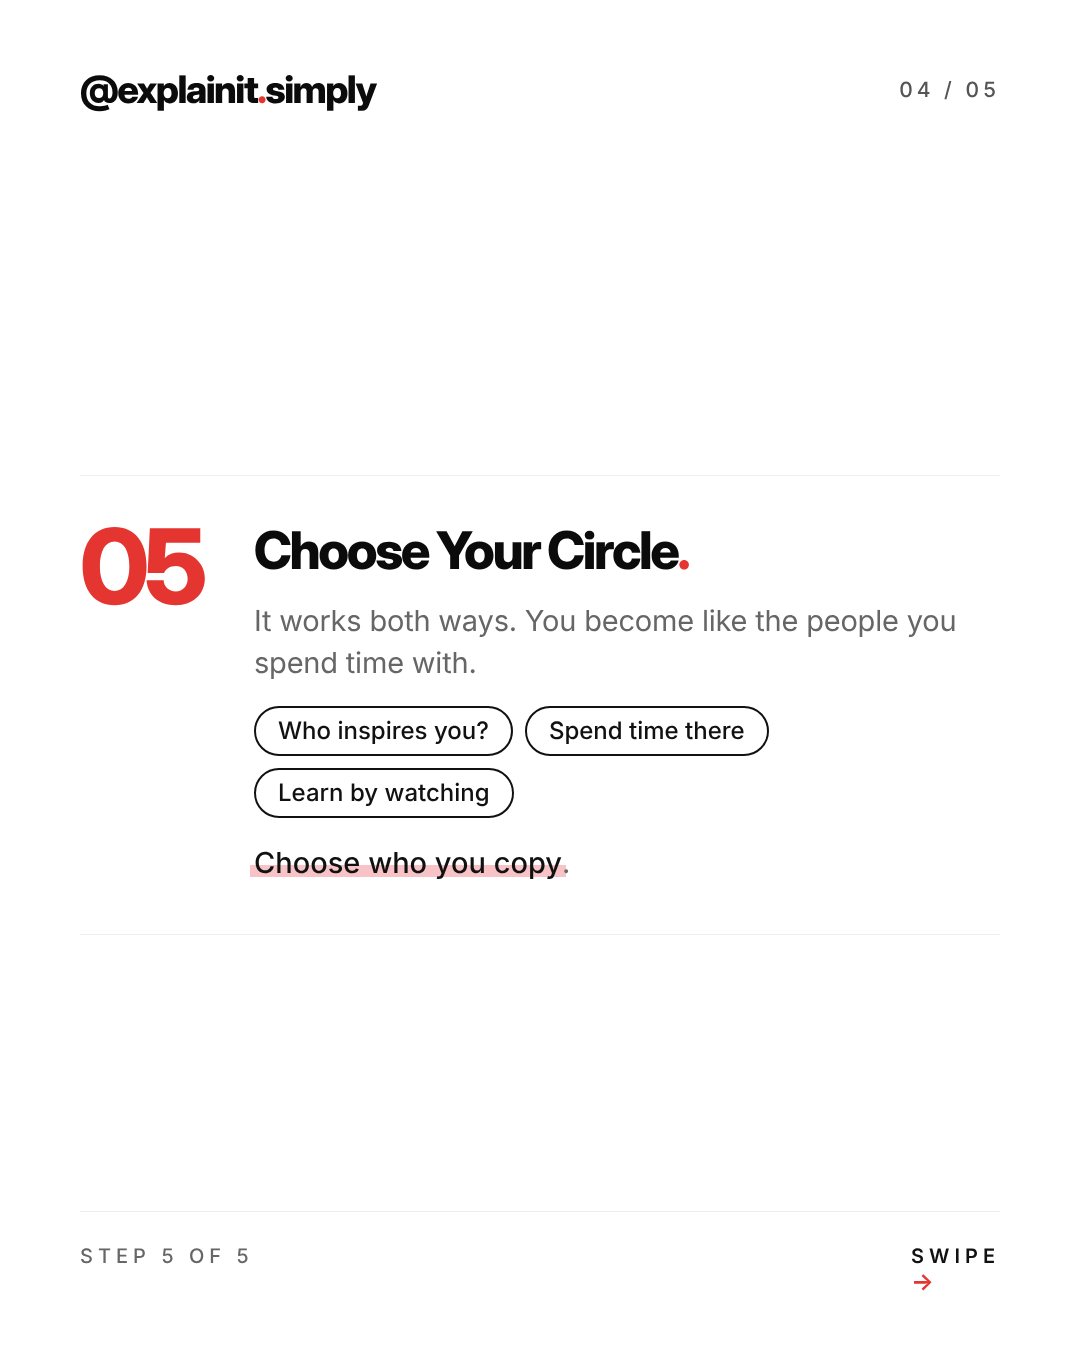 @explainit.simply
04 / 05
05
Choose Your Circle.
It works both ways. You become like the people you
spend time with.
Who inspires you?
Spend time there
Learn by watching
Choose who you copy.
STEP 5 OF 5
SWIPE
→